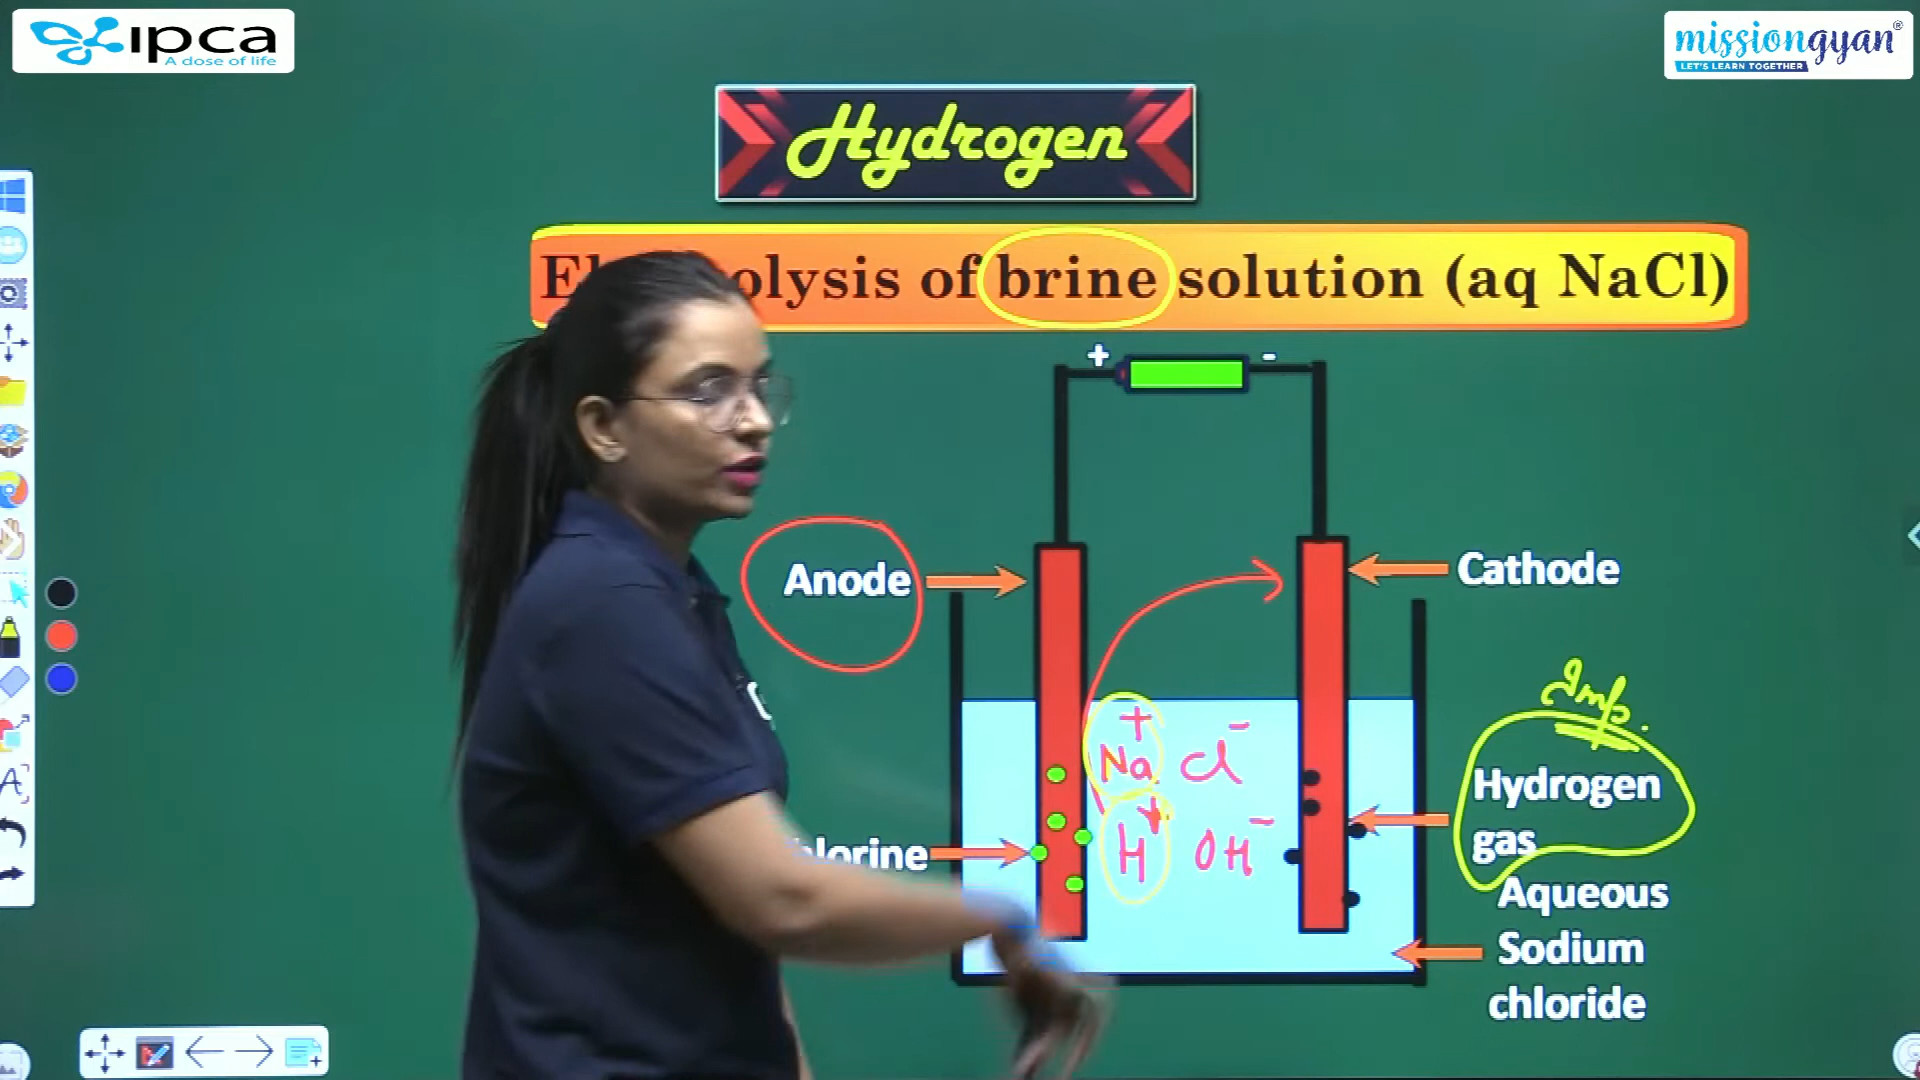 ipca
A dose of life
missiongyan®
LET'S LEARN TOGETHER
Hydrogen
olysis of brine solution (aq NaCl)
+ -
Anode
Cathode
Imp.
Na+ Cl-
H+ OH-
Hydrogen
gas
hlorine
Aqueous
Sodium
chloride